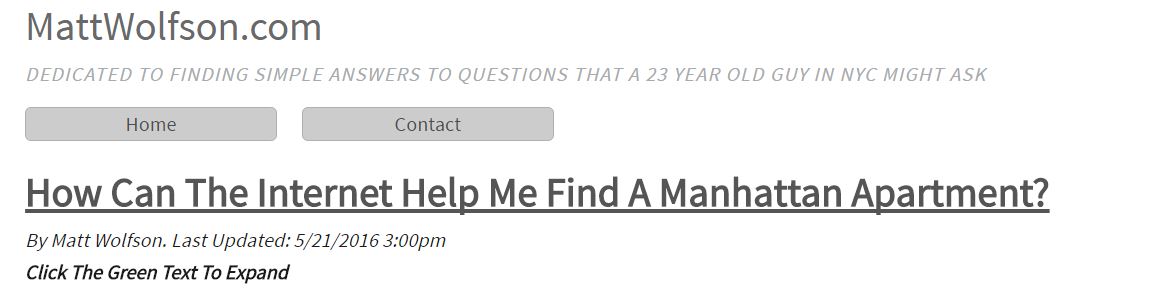 MattWolfson.com
DEDICATED TO FINDING SIMPLE ANSWERS TO QUESTIONS THAT A 23 YEAR OLD GUY IN NYC MIGHT ASK
Home
Contact
How Can The Internet Help Me Find A Manhattan Apartment?
By Matt Wolfson. Last Updated: 5/21/2016 3:00pm
Click The Green Text To Expand